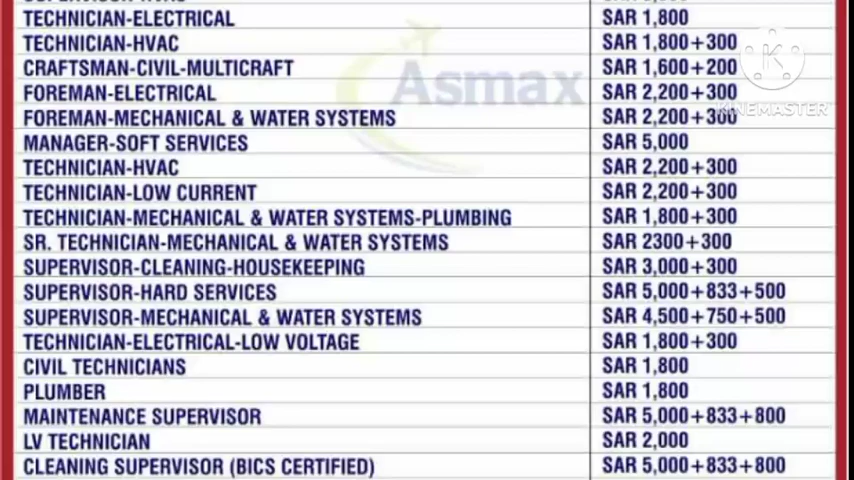 TECHNICIAN-ELECTRICAL SAR 1,800
TECHNICIAN-HVAC SAR 1,800+300
CRAFTSMAN-CIVIL-MULTICRAFT SAR 1,600+200
FOREMAN-ELECTRICAL SAR 2,200+300
FOREMAN-MECHANICAL & WATER SYSTEMS SAR 2,200+300
MANAGER-SOFT SERVICES SAR 5,000
TECHNICIAN-HVAC SAR 2,200+300
TECHNICIAN-LOW CURRENT SAR 2,200+300
TECHNICIAN-MECHANICAL & WATER SYSTEMS-PLUMBING SAR 1,800+300
SR. TECHNICIAN-MECHANICAL & WATER SYSTEMS SAR 2300+300
SUPERVISOR-CLEANING-HOUSEKEEPING SAR 3,000+300
SUPERVISOR-HARD SERVICES SAR 5,000+833+500
SUPERVISOR-MECHANICAL & WATER SYSTEMS SAR 4,500+750+500
TECHNICIAN-ELECTRICAL-LOW VOLTAGE SAR 1,800+300
CIVIL TECHNICIANS SAR 1,800
PLUMBER SAR 1,800
MAINTENANCE SUPERVISOR SAR 5,000+833+800
LV TECHNICIAN SAR 2,000
CLEANING SUPERVISOR (BICS CERTIFIED) SAR 5,000+833+800
Asmax
K
KINEMASTER